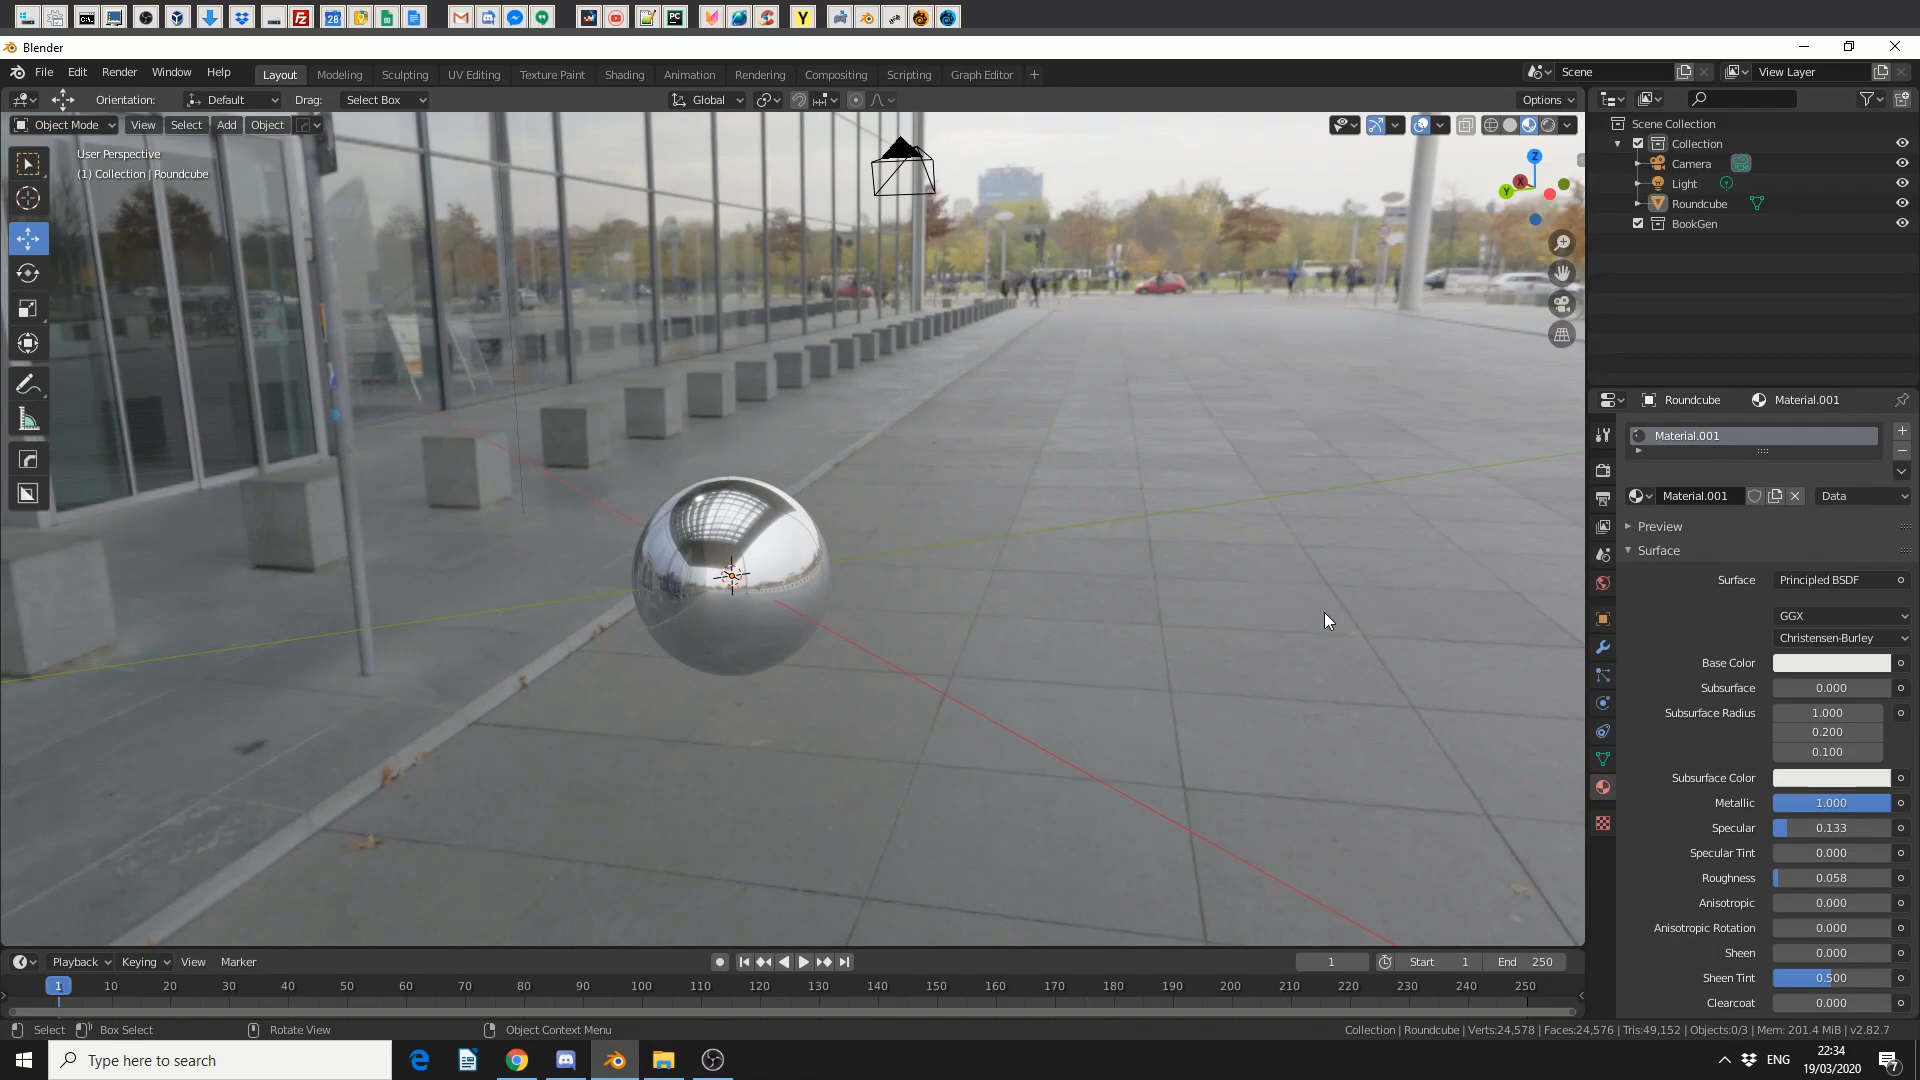 28
PC
Y
Blender
File Edit Render Window Help Layout Modeling Sculpting UV Editing Texture Paint Shading Animation Rendering Compositing Scripting Graph Editor + Scene View Layer
Orientation: Default Drag: Select Box Global Options
Object Mode View Select Add Object
User Perspective
(1) Collection | Roundcube
Z
X
Y
Scene Collection
Collection
Camera
Light
Roundcube
BookGen
Roundcube Material.001
Material.001
Material.001 Data
Preview
Surface
Surface Principled BSDF
GGX
Christensen-Burley
Base Color
Subsurface 0.000
Subsurface Radius 1.000
0.200
0.100
Subsurface Color
Metallic 1.000
Specular 0.133
Specular Tint 0.000
Roughness 0.058
Anisotropic 0.000
Anisotropic Rotation 0.000
Sheen 0.000
Sheen Tint 0.500
Clearcoat 0.000
Playback Keying View Marker 1 Start 1 End 250
1 10 20 30 40 50 60 70 80 90 100 110 120 130 140 150 160 170 180 190 200 210 220 230 240 250
Select Box Select Rotate View Object Context Menu Collection | Roundcube | Verts:24,578 | Faces:24,576 | Tris:49,152 | Objects:0/3 | Mem: 201.4 MiB | v2.82.7
Type here to search ENG 22:34
19/03/2020
7